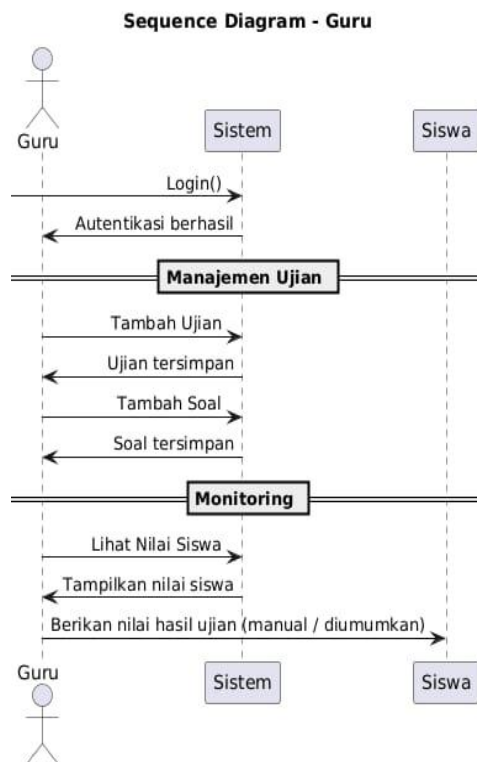 Sequence Diagram - Guru
Guru
Sistem
Siswa
Login()
Autentikasi berhasil
Manajemen Ujian
Tambah Ujian
Ujian tersimpan
Tambah Soal
Soal tersimpan
Monitoring
Lihat Nilai Siswa
Tampilkan nilai siswa
Berikan nilai hasil ujian (manual / diumumkan)
Guru
Sistem
Siswa